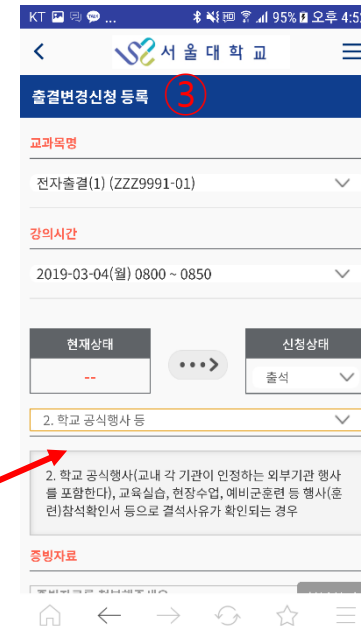 KT ... 95% 오후 4:52
서울대학교
출결변경신청 등록 ③
교과목명
전자출결(1) (ZZZ9991-01)
강의시간
2019-03-04(월) 0800 ~ 0850
현재상태 신청상태
-- 출석
2. 학교 공식행사 등
2. 학교 공식행사(교내 각 기관이 인정하는 외부기관 행사
를 포함한다), 교육실습, 현장수업, 예비군훈련 등 행사(훈
련)참석확인서 등으로 결석사유가 확인되는 경우
증빙자료